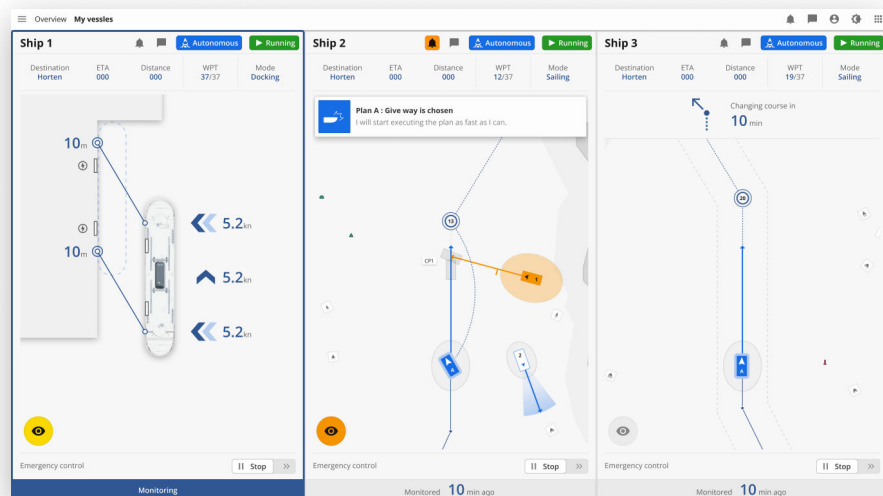 Overview My vessles
Ship 1 Autonomous Running
Destination ETA Distance WPT Mode
Horten 000 000 37/37 Docking
10m
10m
5.2kn
5.2kn
5.2kn
Emergency control Stop
Monitoring
Ship 2 Autonomous Running
Destination ETA Distance WPT Mode
Horten 000 000 12/37 Sailing
Plan A : Give way is chosen
I will start executing the plan as fast as I can.
13
CP1
1
2
A
Emergency control Stop
Monitored 10 min ago
Ship 3 Autonomous Running
Destination ETA Distance WPT Mode
Horten 000 000 19/37 Sailing
Changing course in
10 min
20
A
Emergency control Stop
Monitored 10 min ago